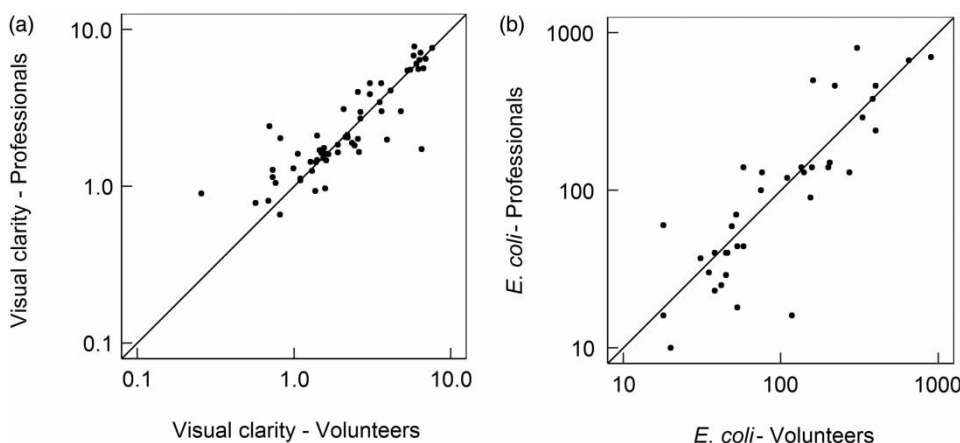 (a)
Visual clarity - Professionals
10.0
1.0
0.1
0.1
1.0
10.0
Visual clarity - Volunteers
(b)
E. coli - Professionals
1000
100
10
10
100
1000
E. coli - Volunteers